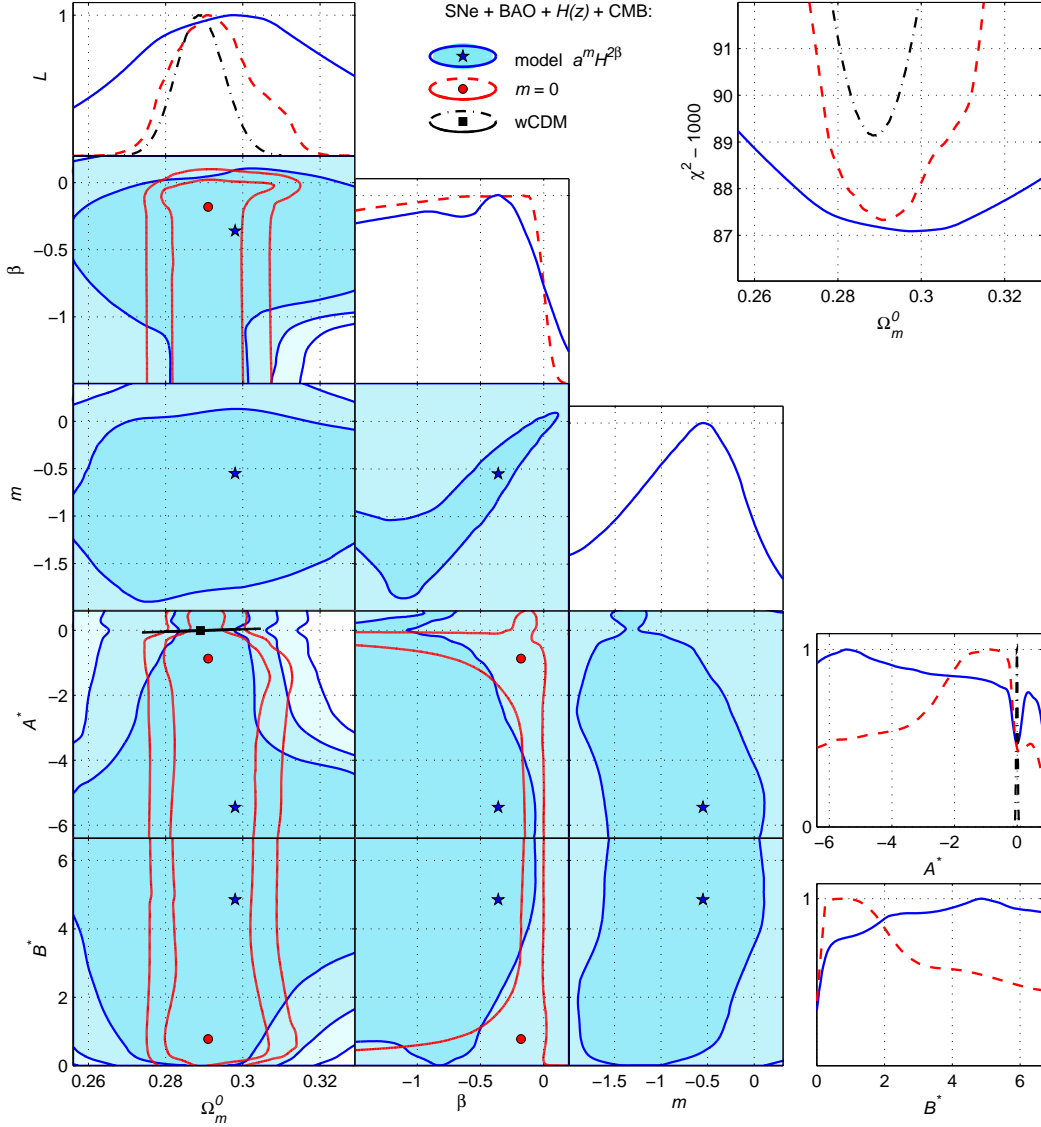 SNe + BAO + H(z) + CMB:
model a^m H^{2β}
m = 0
wCDM
1
L
0
−0.5
−1
β
92
91
90
89
88
87
χ² − 1000
0.26 0.28 0.3 0.32
Ω_m^0
0
−0.5
−1
−1.5
m
0
−2
−4
−6
A*
1
0
−6 −4 −2 0
A*
6
4
2
0
B*
1
0
0 2 4 6
B*
0.26 0.28 0.3 0.32
Ω_m^0
−1 −0.5 0
β
−1.5 −1 −0.5 0
m